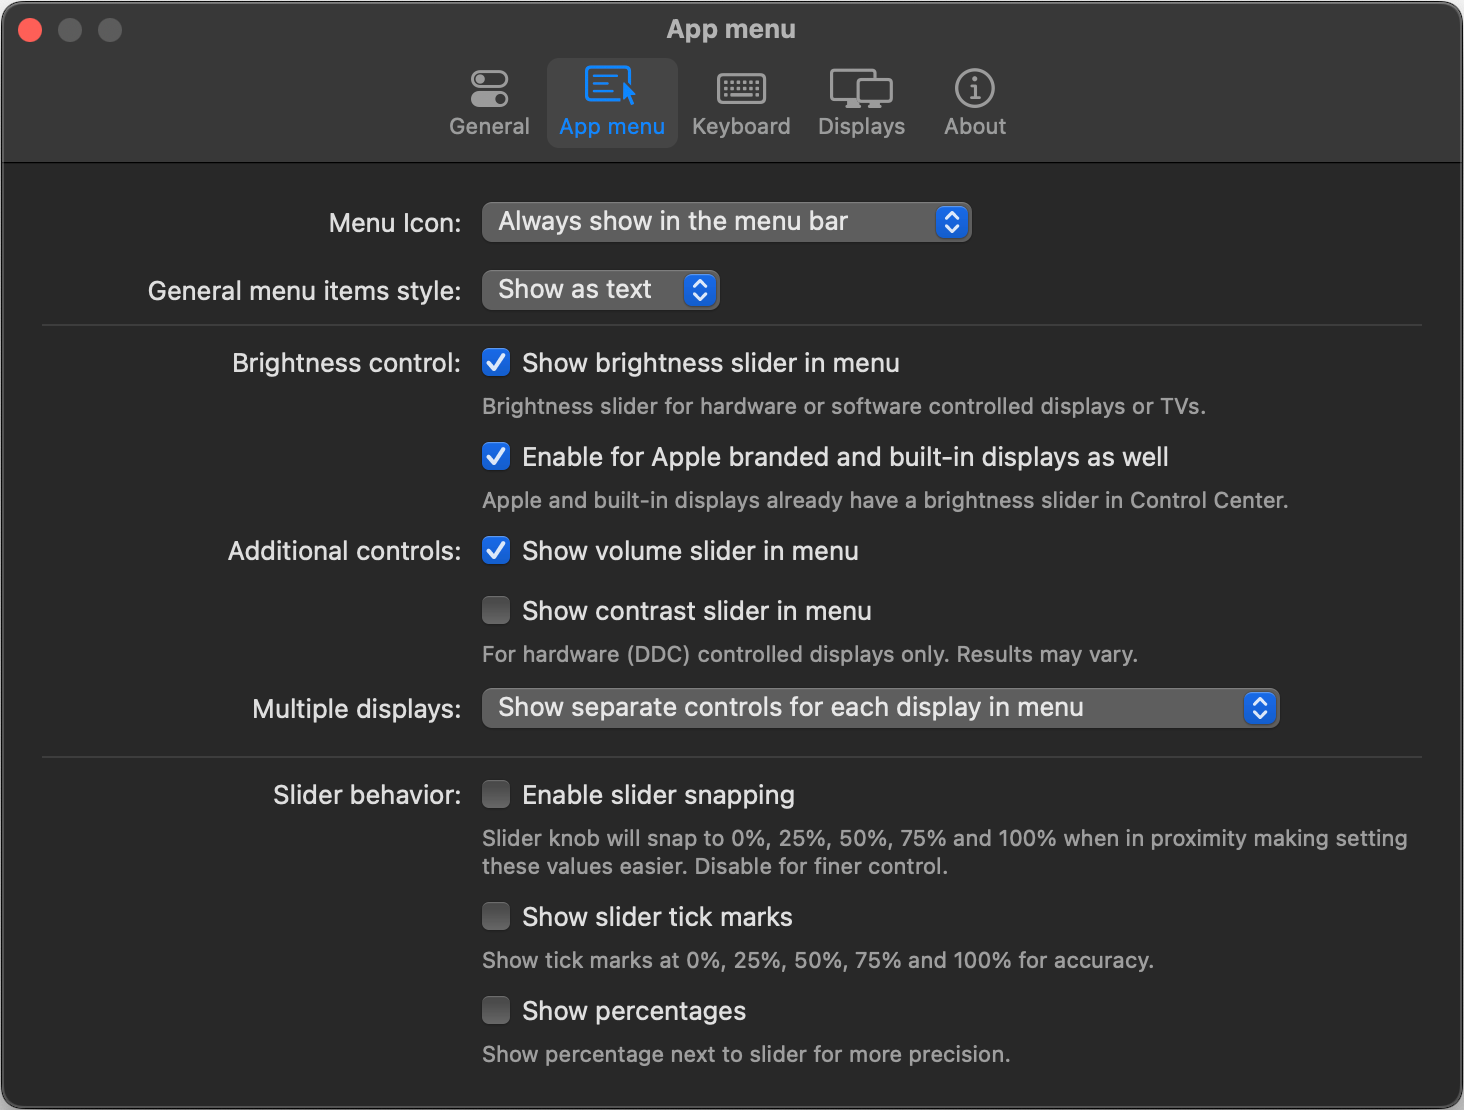 App menu
General
App menu
Keyboard
Displays
About
Menu Icon: Always show in the menu bar
General menu items style: Show as text
Brightness control: Show brightness slider in menu
Brightness slider for hardware or software controlled displays or TVs.
Enable for Apple branded and built-in displays as well
Apple and built-in displays already have a brightness slider in Control Center.
Additional controls: Show volume slider in menu
Show contrast slider in menu
For hardware (DDC) controlled displays only. Results may vary.
Multiple displays: Show separate controls for each display in menu
Slider behavior: Enable slider snapping
Slider knob will snap to 0%, 25%, 50%, 75% and 100% when in proximity making setting
these values easier. Disable for finer control.
Show slider tick marks
Show tick marks at 0%, 25%, 50%, 75% and 100% for accuracy.
Show percentages
Show percentage next to slider for more precision.